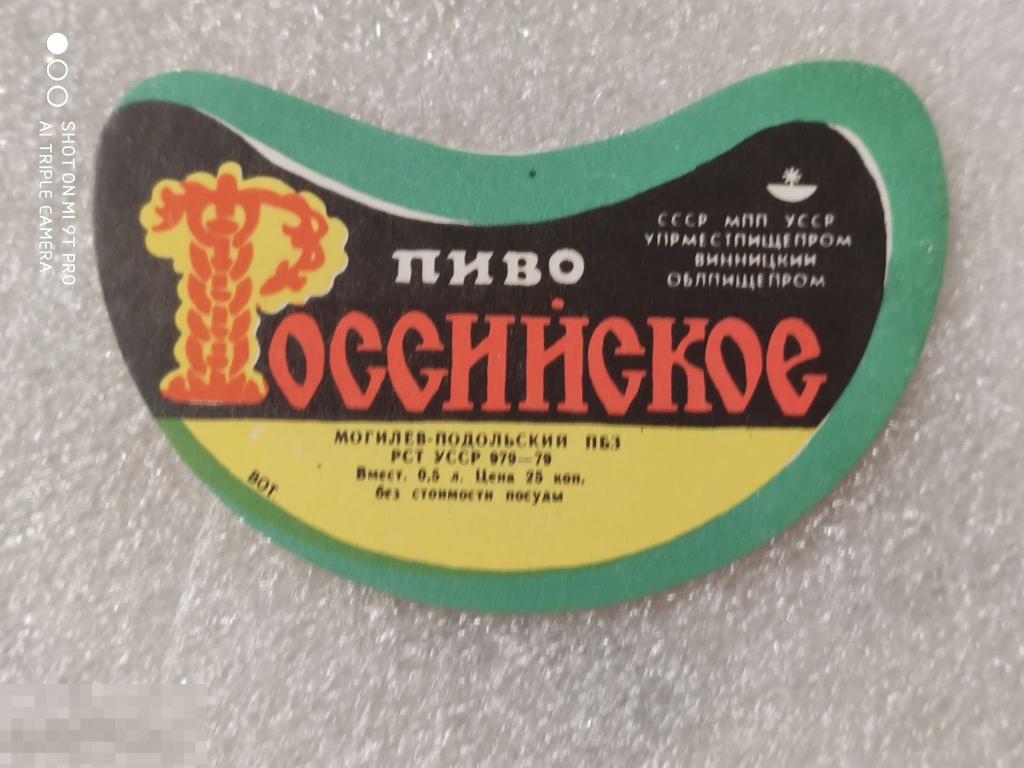 SHOT ON MI 9T PRO
AI TRIPLE CAMERA
СССР МПП УССР
УПРМЕСТПИЩЕПРОМ
ВИННИЦКИЙ
ОБЛПИЩЕПРОМ
ПИВО
РОССИЙСКОЕ
МОГИЛЕВ-ПОДОЛЬСКИЙ ПБЗ
РСТ УССР 979—79
Вмест. 0,5 л. Цена 25 коп.
без стоимости посуды
ВОГ